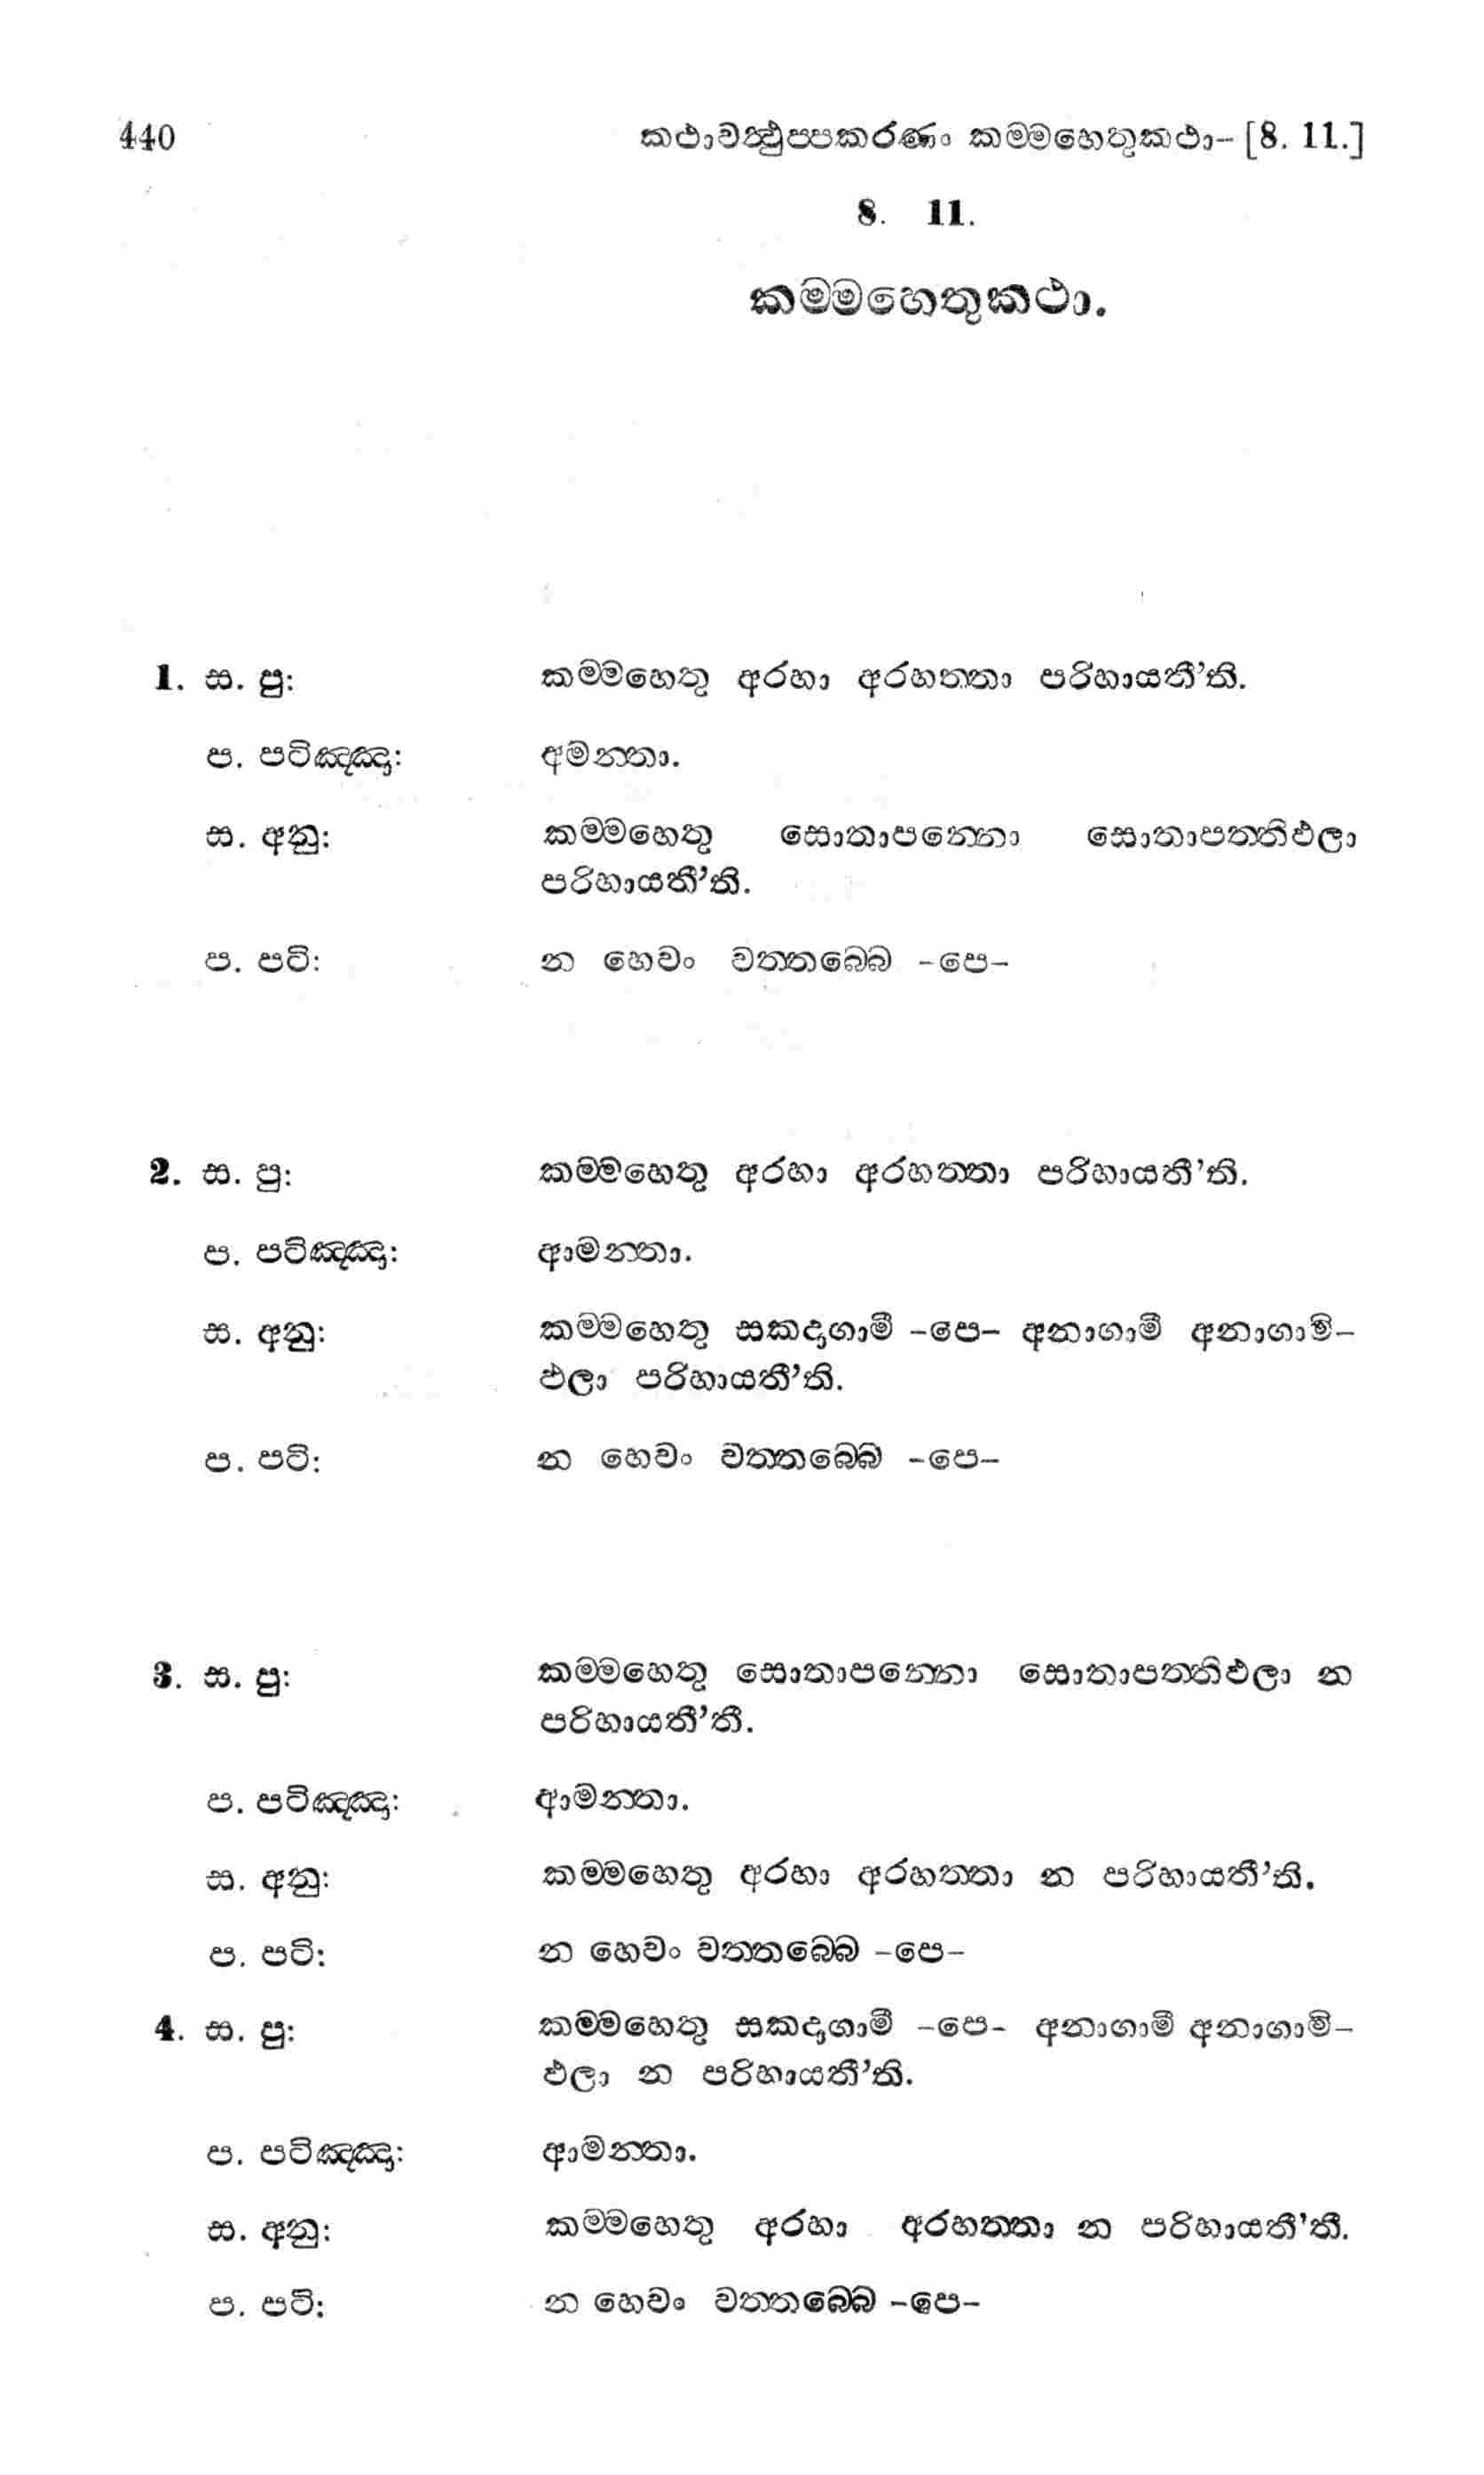 440 කථාවත්‍ථුප්පකරණං කම්මහෙතුකථා- [8. 11.]
8. 11.
කම්මහෙතුකථා.
1. ස. පු: කම්මහෙතු අරහා අරහත්තා පරිහායතී’ති.
ප. පටිඤ්ඤා: අමන්තා.
ස. අනු: කම්මහෙතු සොතාපන්නො සොතාපත්තිඵලා
පරිහායතී’ති.
ප. පටි: න හෙවං වත්තබ්බෙ -පෙ-
2. ස. පු: කම්මහෙතු අරහා අරහත්තා පරිහායතී’ති.
ප. පටිඤ්ඤා: ආමන්තා.
ස. අනු: කම්මහෙතු සකදාගාමී -පෙ- අනාගාමී අනාගාමි-
ඵලා පරිහායතී’ති.
ප. පටි: න හෙවං වත්තබ්බෙ -පෙ-
3. ස. පු: කම්මහෙතු සොතාපන්නො සොතාපත්තිඵලා න
පරිහායතී’තී.
ප. පටිඤ්ඤා: ආමන්තා.
ස. අනු: කම්මහෙතු අරහා අරහත්තා න පරිහායතී’ති.
ප. පටි: න හෙවං වත්තබ්බෙ -පෙ-
4. ස. පු: කම්මහෙතු සකදාගාමී -පෙ- අනාගාමී අනාගාමි-
ඵලා න පරිහායතී’ති.
ප. පටිඤ්ඤා: ආමන්තා.
ස. අනු: කම්මහෙතු අරහා අරහත්තා න පරිහායතී’තී.
ප. පටි: න හෙවං වත්තබ්බෙ -පෙ-